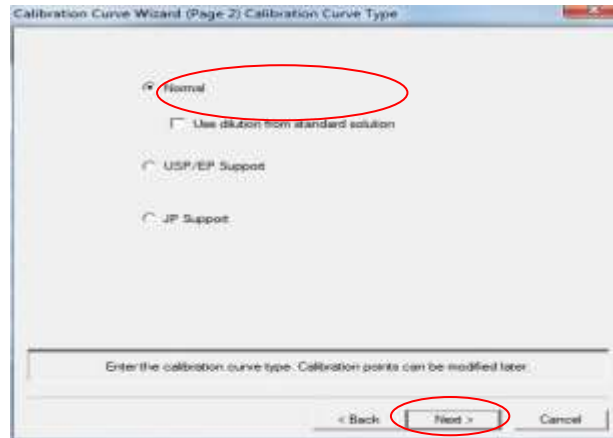 Calibration Curve Wizard (Page 2) Calibration Curve Type
Normal
Use dilution from standard solution
USP/EP Support
JP Support
Enter the calibration curve type. Calibration points can be modified later.
< Back Next > Cancel